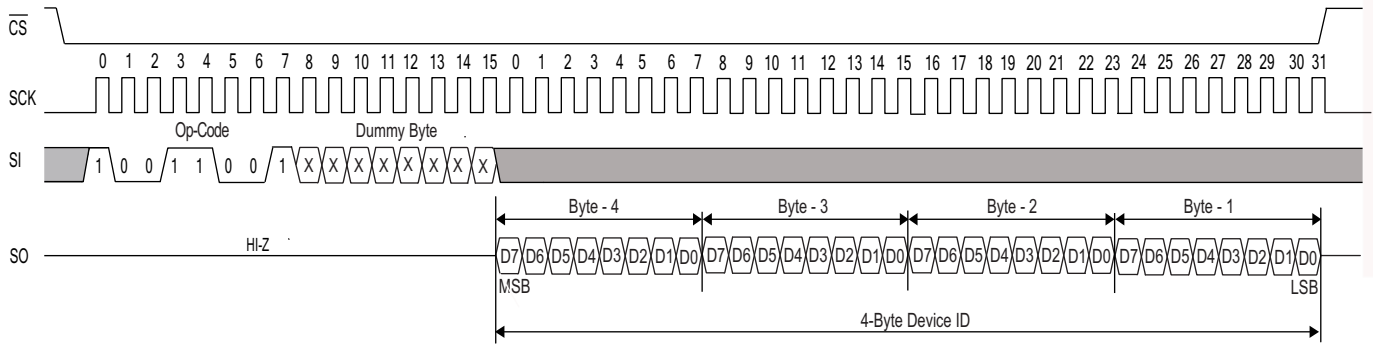 CS
0 1 2 3 4 5 6 7 8 9 10 11 12 13 14 15 0 1 2 3 4 5 6 7 8 9 10 11 12 13 14 15 16 17 18 19 20 21 22 23 24 25 26 27 28 29 30 31
SCK
Op-Code Dummy Byte
SI 1 0 0 1 1 0 0 1 X X X X X X X X
Byte - 4 Byte - 3 Byte - 2 Byte - 1
HI-Z
SO D7 D6 D5 D4 D3 D2 D1 D0 D7 D6 D5 D4 D3 D2 D1 D0 D7 D6 D5 D4 D3 D2 D1 D0 D7 D6 D5 D4 D3 D2 D1 D0
MSB LSB
4-Byte Device ID